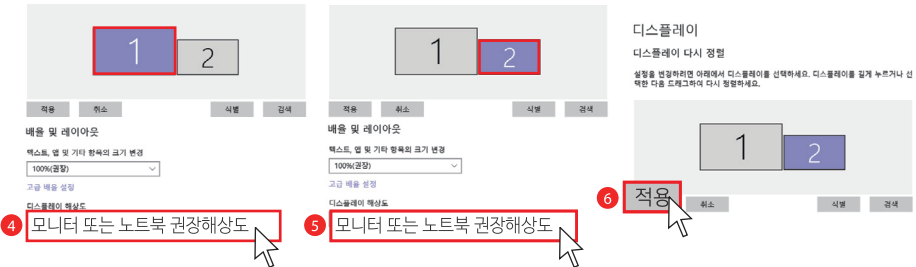 1
2
적용 취소 식별 검색
배율 및 레이아웃
텍스트, 앱 및 기타 항목의 크기 변경
100%(권장)
고급 배율 설정
디스플레이 해상도
4 모니터 또는 노트북 권장해상도
1
2
적용 취소 식별 검색
배율 및 레이아웃
텍스트, 앱 및 기타 항목의 크기 변경
100%(권장)
고급 배율 설정
디스플레이 해상도
5 모니터 또는 노트북 권장해상도
디스플레이
디스플레이 다시 정렬
설정을 변경하려면 아래에서 디스플레이를 선택하세요. 디스플레이를 길게 누르거나 선
택한 다음 드래그하여 다시 정렬하세요.
1
2
6 적용 취소 식별 검색